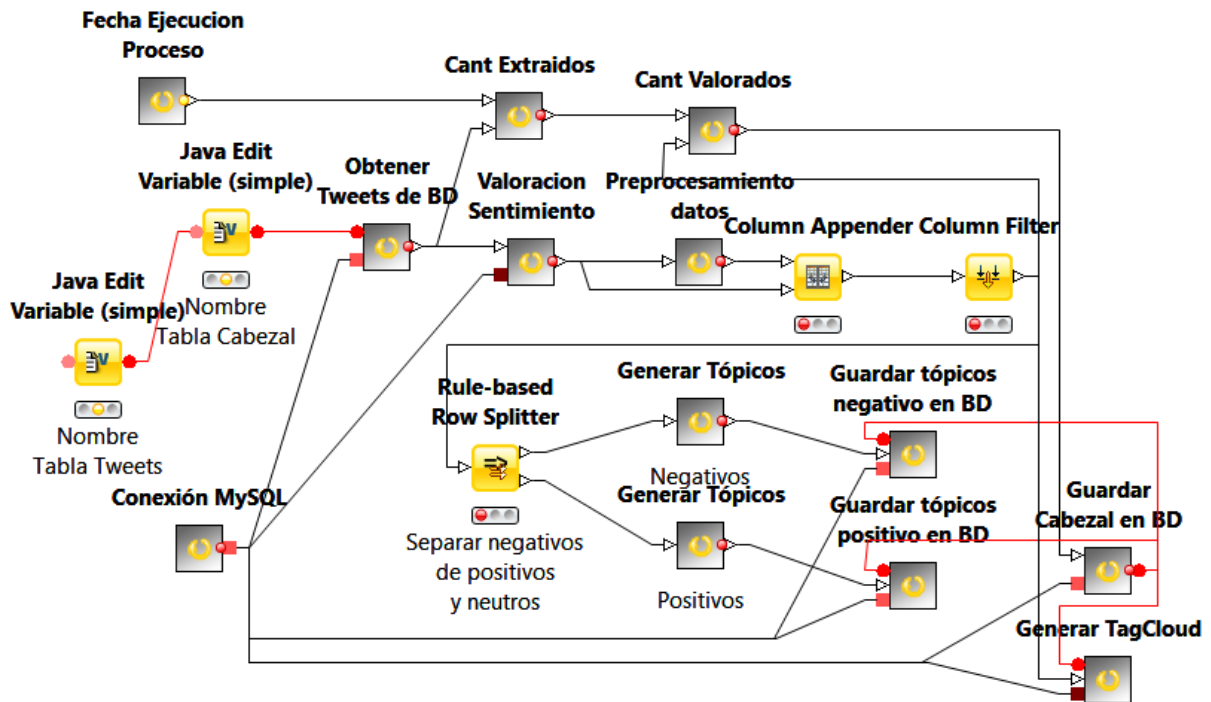 Fecha Ejecucion
Proceso
Cant Extraidos
Cant Valorados
Java Edit
Variable (simple)
Nombre
Tabla Cabezal
Obtener
Tweets de BD
Valoracion
Sentimiento
Preprocesamiento
datos
Column Appender
Column Filter
Java Edit
Variable (simple)
Nombre
Tabla Tweets
Conexión MySQL
Rule-based
Row Splitter
Separar negativos
de positivos
y neutros
Generar Tópicos
Negativos
Generar Tópicos
Positivos
Guardar tópicos
negativo en BD
Guardar tópicos
positivo en BD
Guardar
Cabezal en BD
Generar TagCloud